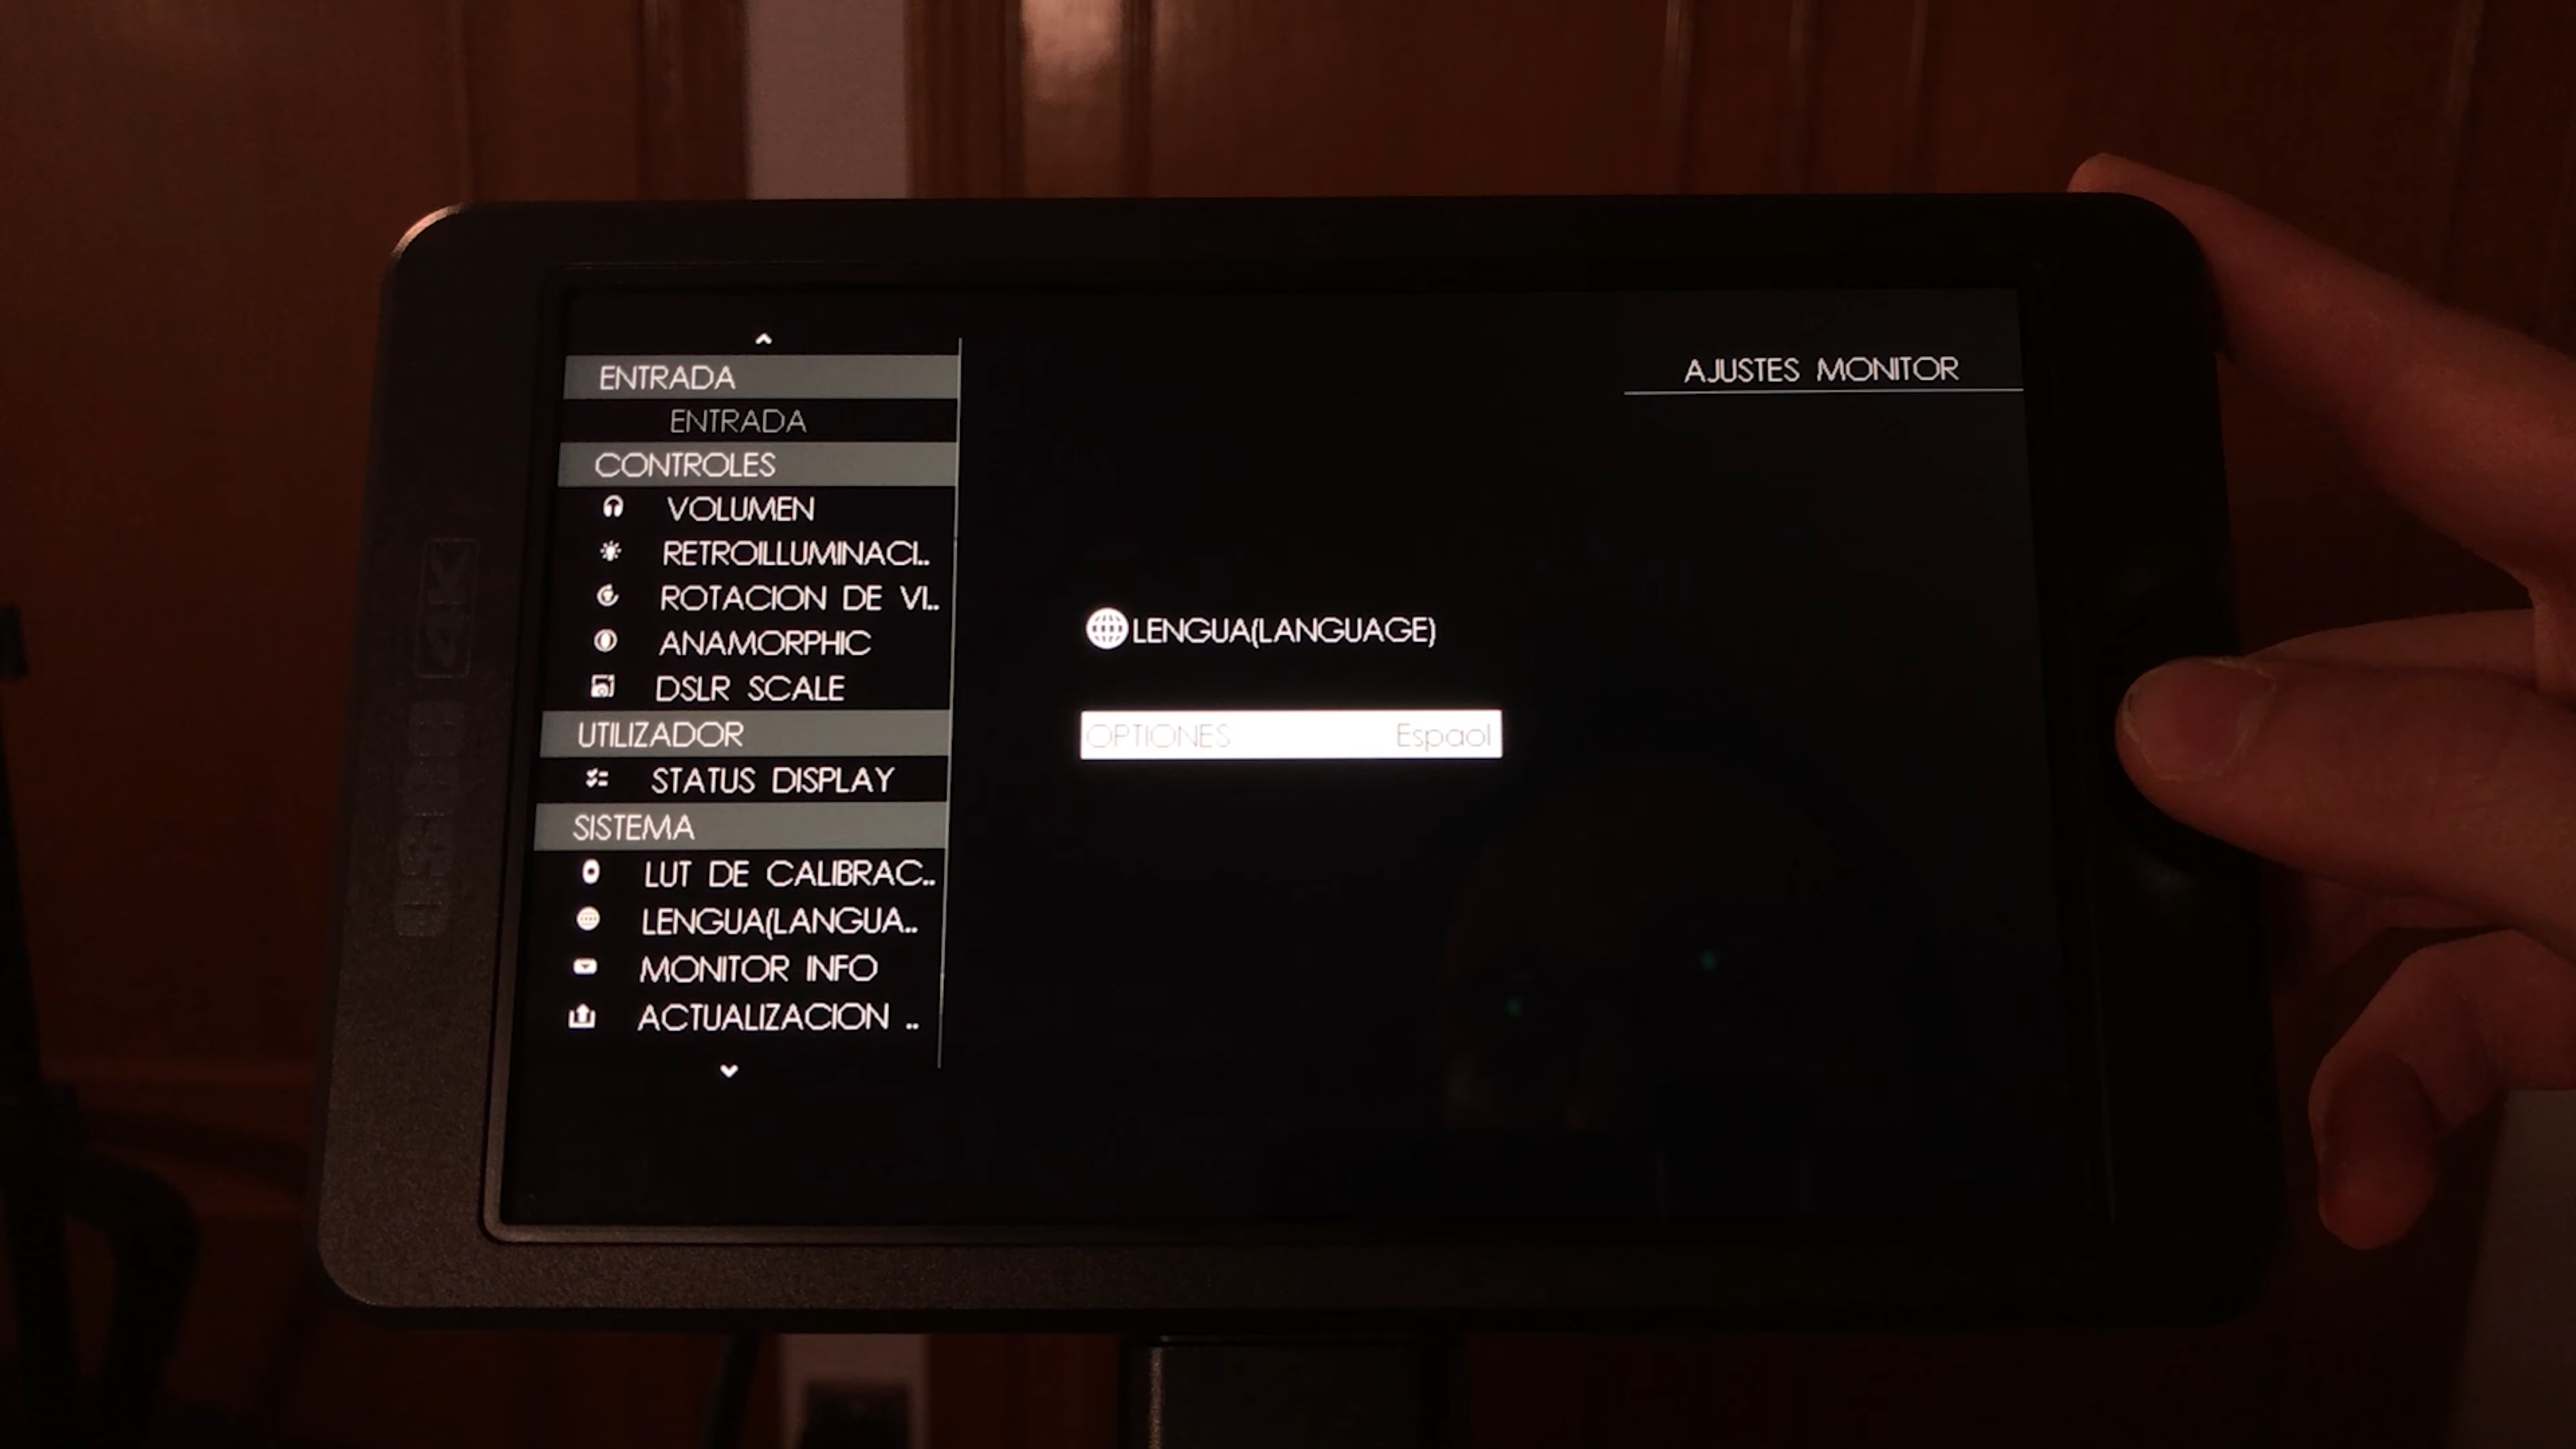 ENTRADA
ENTRADA
CONTROLES
VOLUMEN
RETROILLUMINACI..
ROTACION DE VI..
ANAMORPHIC
DSLR SCALE
UTILIZADOR
STATUS DISPLAY
SISTEMA
LUT DE CALIBRAC..
LENGUA(LANGUA..
MONITOR INFO
ACTUALIZACION ..
AJUSTES MONITOR
LENGUA(LANGUAGE)
OPTIONES Espaol
4K